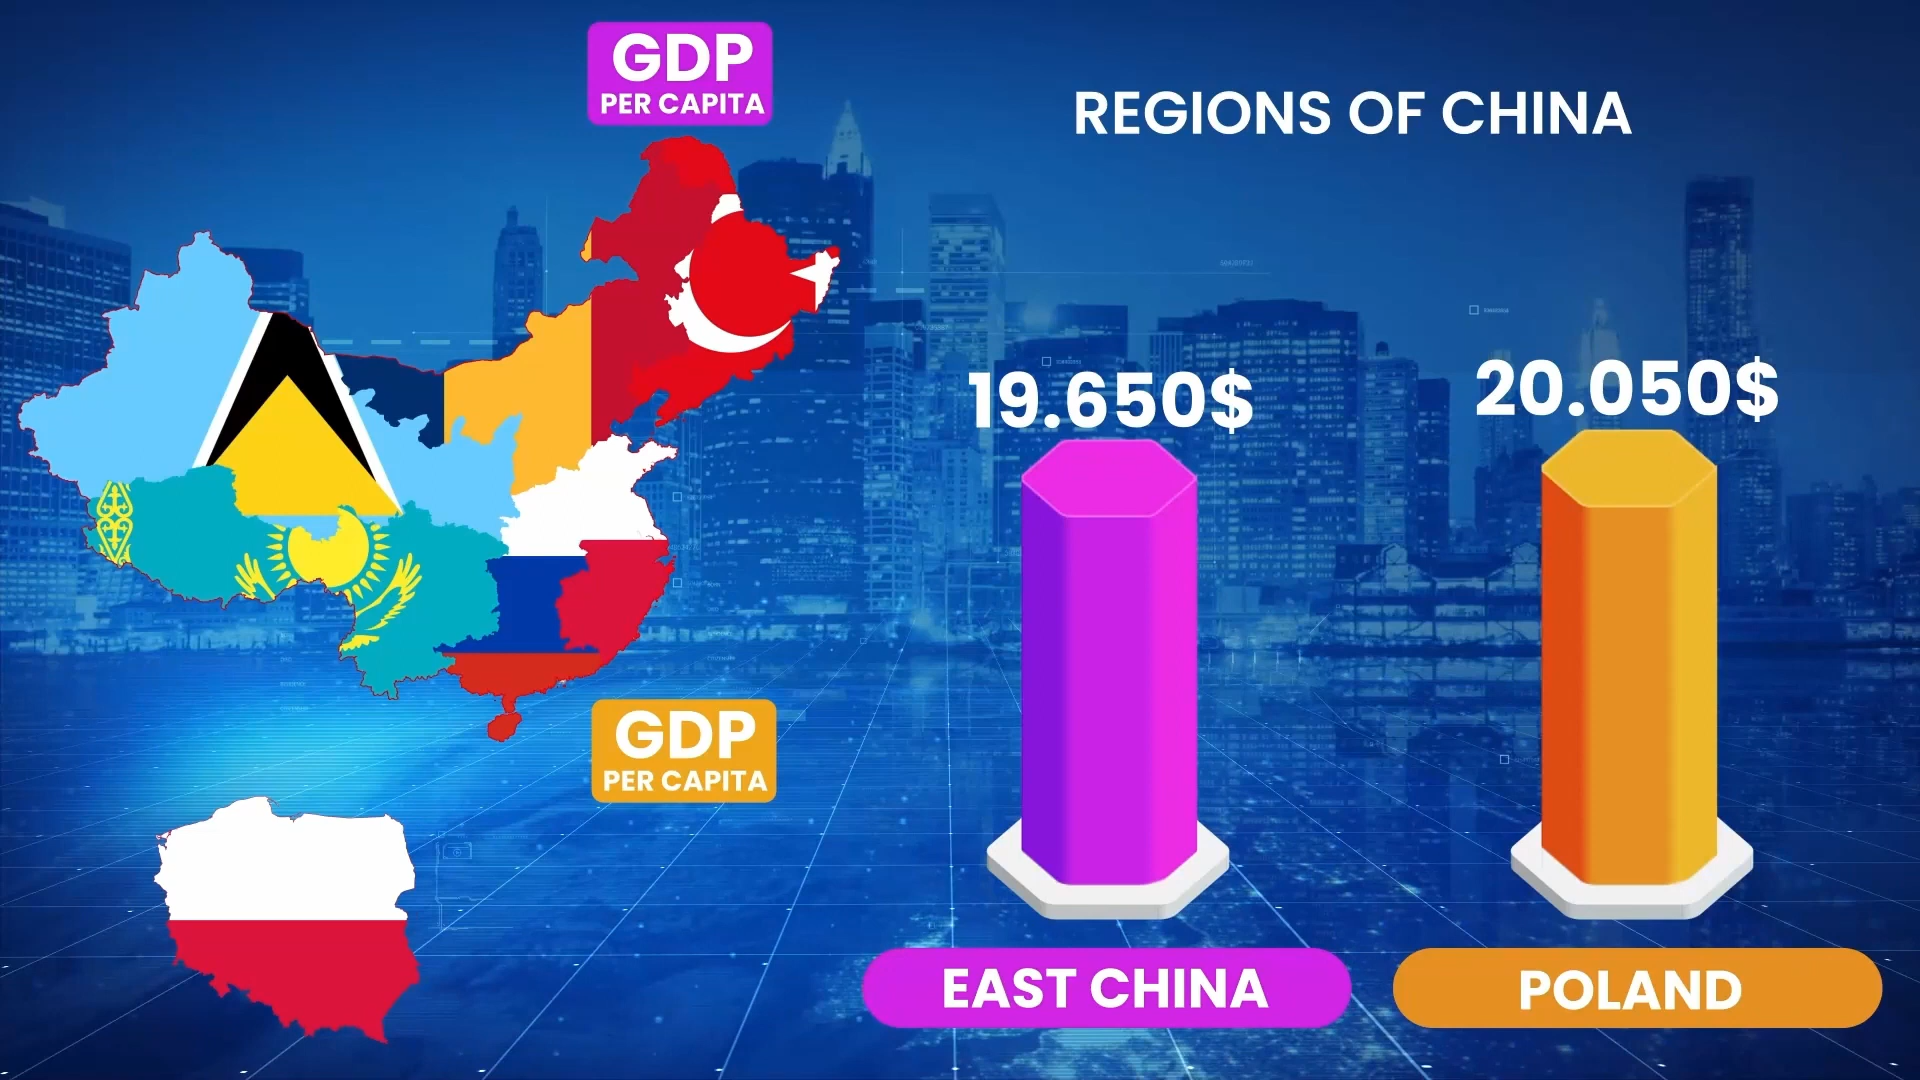 GDP
PER CAPITA
REGIONS OF CHINA
19.650$
20.050$
GDP
PER CAPITA
EAST CHINA
POLAND